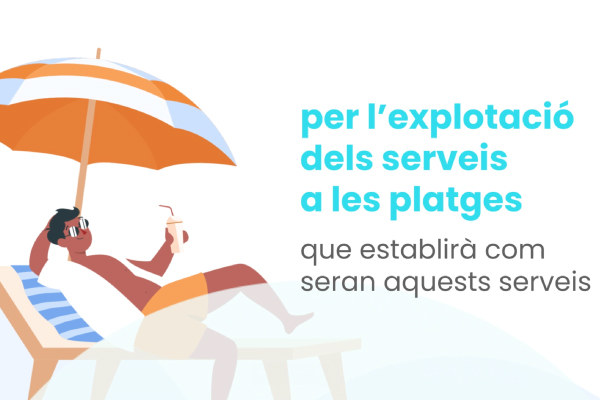 per l’explotació
dels serveis
a les platges
que establirà com
seran aquests serveis